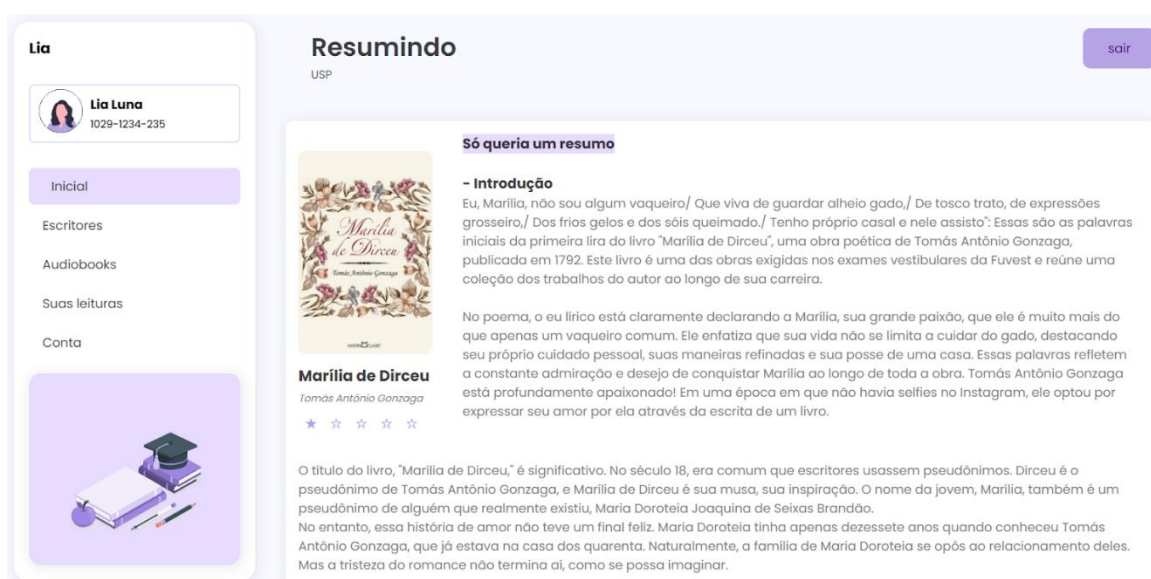 Lia
Lia Luna
1029-1234-235
Inicial
Escritores
Audiobooks
Suas leituras
Conta
Resumindo
USP
sair
Marília de Dirceu
Tomás Antônio Gonzaga
Marília de Dirceu
Tomás Antônio Gonzaga
Só queria um resumo
- Introdução
Eu, Marília, não sou algum vaqueiro/ Que viva de guardar alheio gado,/ De tosco trato, de expressões
grosseiro,/ Dos frios gelos e dos sóis queimado./ Tenho próprio casal e nele assisto": Essas são as palavras
iniciais da primeira lira do livro "Marília de Dirceu", uma obra poética de Tomás Antônio Gonzaga,
publicada em 1792. Este livro é uma das obras exigidas nos exames vestibulares da Fuvest e reúne uma
coleção dos trabalhos do autor ao longo de sua carreira.
No poema, o eu lírico está claramente declarando a Marília, sua grande paixão, que ele é muito mais do
que apenas um vaqueiro comum. Ele enfatiza que sua vida não se limita a cuidar do gado, destacando
seu próprio cuidado pessoal, suas maneiras refinadas e sua posse de uma casa. Essas palavras refletem
a constante admiração e desejo de conquistar Marília ao longo de toda a obra. Tomás Antônio Gonzaga
está profundamente apaixonado! Em uma época em que não havia selfies no Instagram, ele optou por
expressar seu amor por ela através da escrita de um livro.
O título do livro, "Marília de Dirceu," é significativo. No século 18, era comum que escritores usassem pseudônimos. Dirceu é o
pseudônimo de Tomás Antônio Gonzaga, e Marília de Dirceu é sua musa, sua inspiração. O nome da jovem, Marília, também é um
pseudônimo de alguém que realmente existiu, Maria Doroteia Joaquina de Seixas Brandão.
No entanto, essa história de amor não teve um final feliz. Maria Doroteia tinha apenas dezessete anos quando conheceu Tomás
Antônio Gonzaga, que já estava na casa dos quarenta. Naturalmente, a família de Maria Doroteia se opôs ao relacionamento deles.
Mas a tristeza do romance não termina aí, como se possa imaginar.